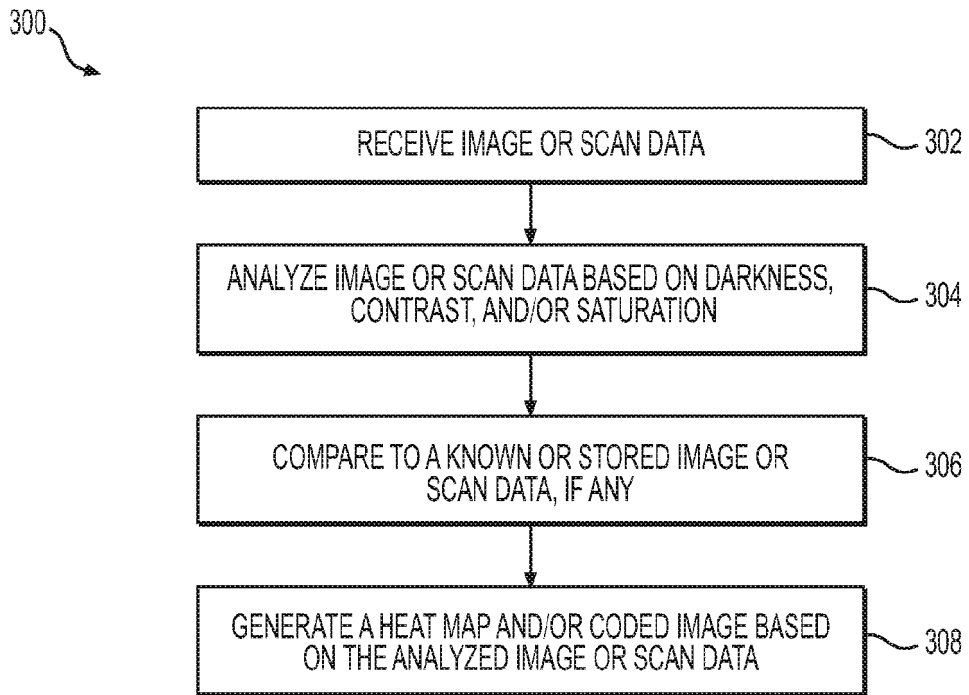 300
RECEIVE IMAGE OR SCAN DATA
302
ANALYZE IMAGE OR SCAN DATA BASED ON DARKNESS,
CONTRAST, AND/OR SATURATION
304
COMPARE TO A KNOWN OR STORED IMAGE OR
SCAN DATA, IF ANY
306
GENERATE A HEAT MAP AND/OR CODED IMAGE BASED
ON THE ANALYZED IMAGE OR SCAN DATA
308